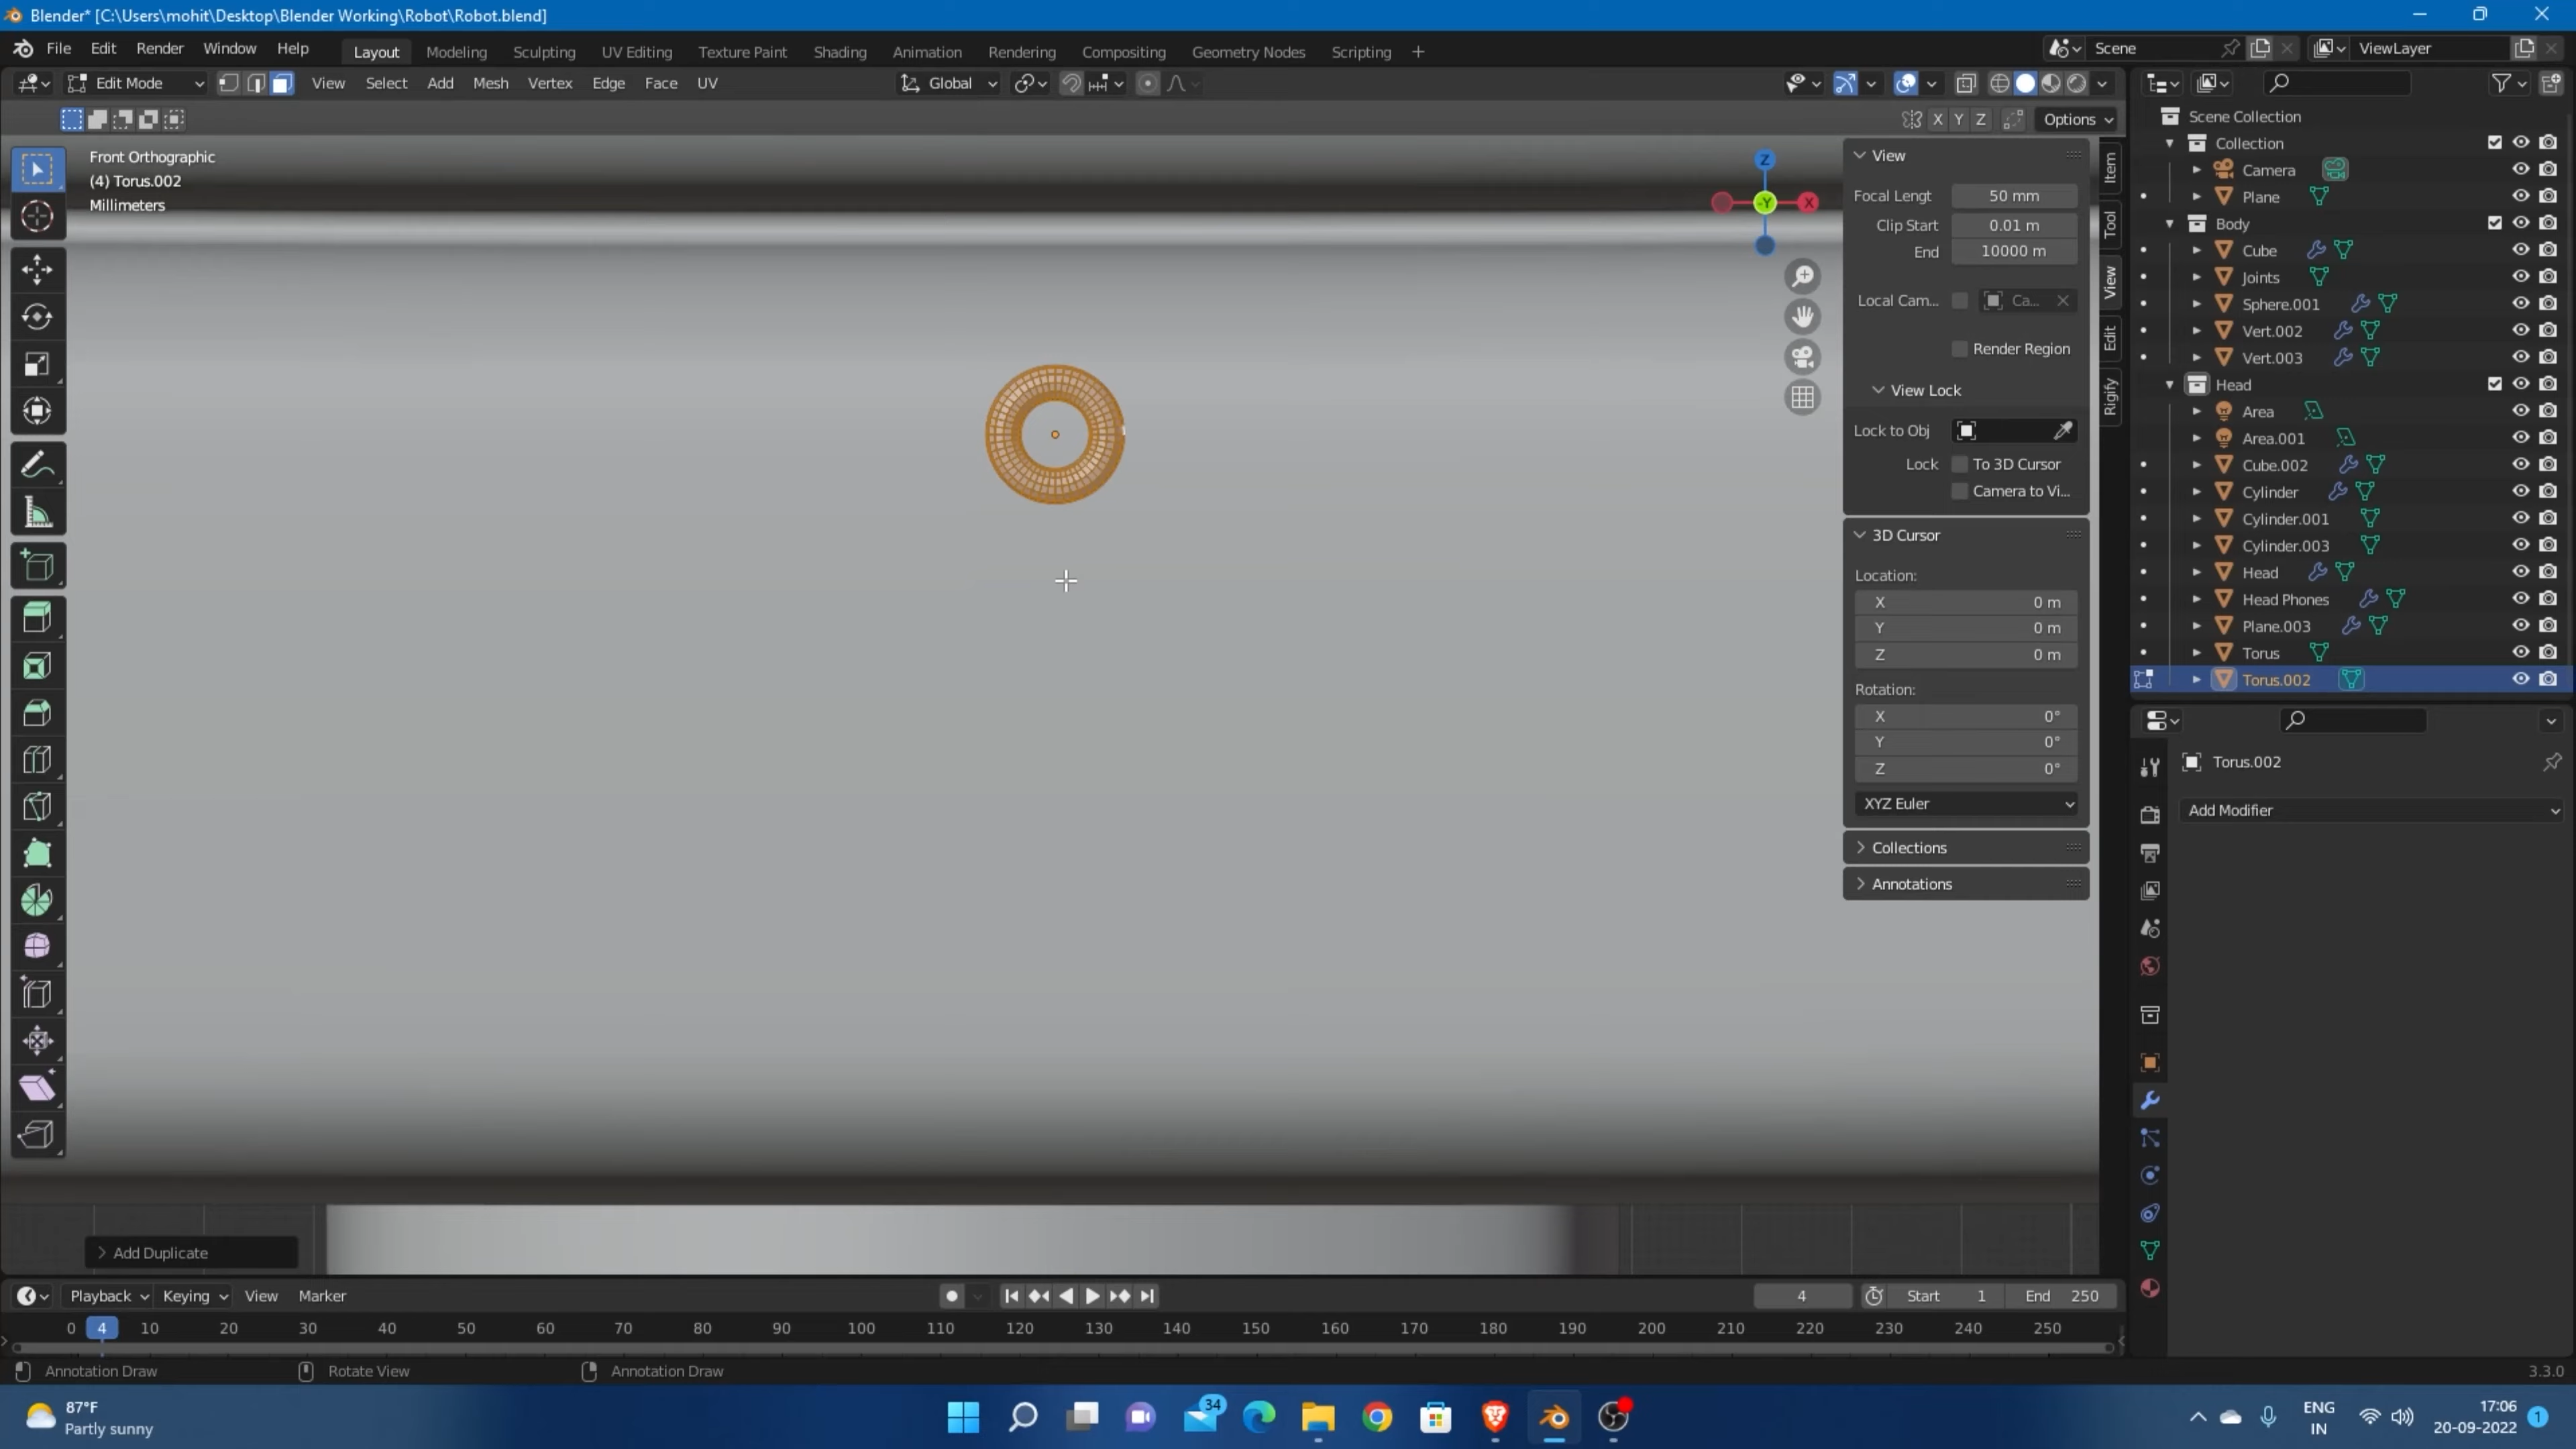 Blender* [C:\Users\mohit\Desktop\Blender Working\Robot\Robot.blend]
File Edit Render Window Help Layout Modeling Sculpting UV Editing Texture Paint Shading Animation Rendering Compositing Geometry Nodes Scripting + Scene ViewLayer
Edit Mode View Select Add Mesh Vertex Edge Face UV Global
X Y Z Options
Front Orthographic
(4) Torus.002
Millimeters
Z
-Y
X
View
Focal Lengt 50 mm
Clip Start 0.01 m
End 10000 m
Local Cam... Ca...
Render Region
View Lock
Lock to Obj
Lock To 3D Cursor
Camera to Vi...
3D Cursor
Location:
X 0 m
Y 0 m
Z 0 m
Rotation:
X 0°
Y 0°
Z 0°
XYZ Euler
Collections
Annotations
Item
Tool
View
Edit
Rigify
Scene Collection
Collection
Camera
Plane
Body
Cube
Joints
Sphere.001
Vert.002
Vert.003
Head
Area
Area.001
Cube.002
Cylinder
Cylinder.001
Cylinder.003
Head
Head Phones
Plane.003
Torus
Torus.002
Torus.002
Add Modifier
Add Duplicate
Playback Keying View Marker 4 Start 1 End 250
0 4 10 20 30 40 50 60 70 80 90 100 110 120 130 140 150 160 170 180 190 200 210 220 230 240 250
Annotation Draw Rotate View Annotation Draw 3.3.0
87°F
Partly sunny
34
ENG
IN
17:06
20-09-2022
1